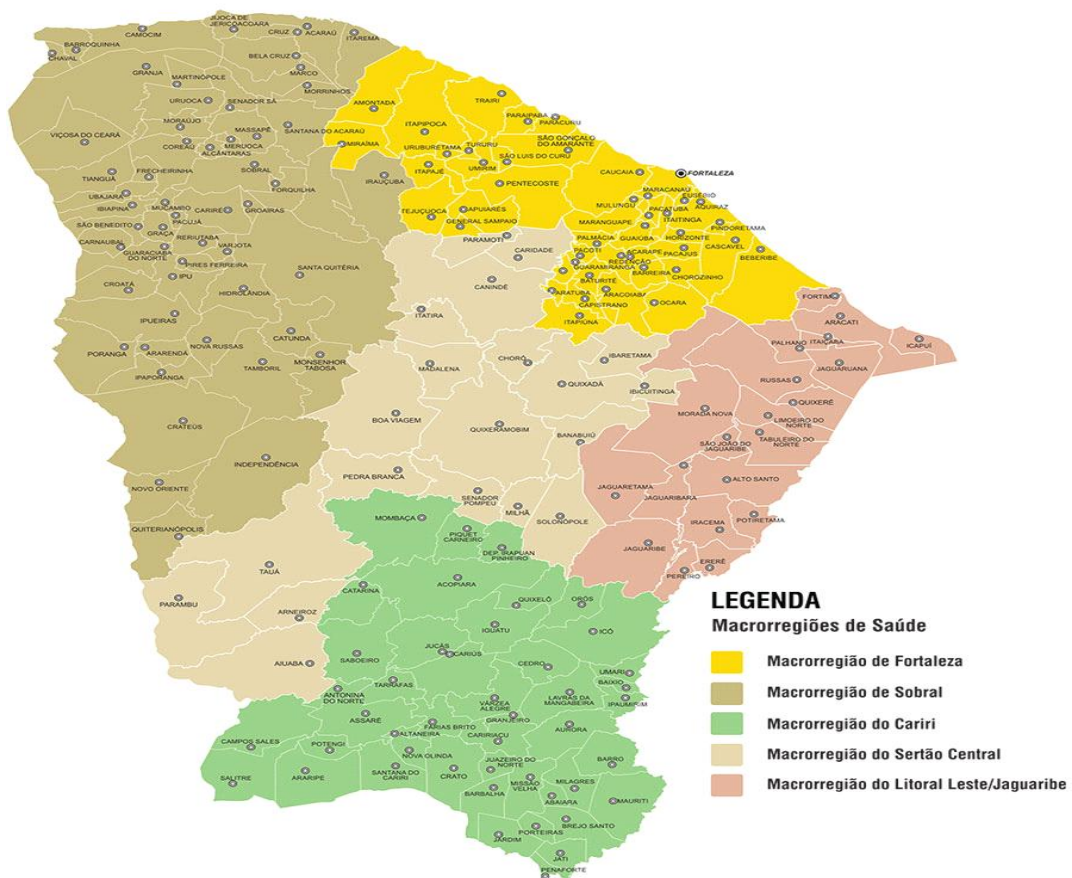 JIJOCA DE
JERICOACOARA
CRUZ
ACARAÚ
ITAREMA
CAMOCIM
BARROQUINHA
CHAVAL
BELA CRUZ
MARCO
GRANJA
MARTINÓPOLE
MORRINHOS
URUOCA
SENADOR SÁ
AMONTADA
TRAIRI
PARAIPABA
PARACURU
MORAÚJO
MASSAPÊ
SANTANA DO ACARAÚ
ITAPIPOCA
VIÇOSA DO CEARÁ
COREAÚ
MERUOCA
ALCÂNTARAS
MIRAÍMA
URUBURETAMA
TURURU
SÃO GONÇALO
DO AMARANTE
SÃO LUIS DO CURU
UMIRIM
ITAPAJÉ
TIANGUÁ
FRECHEIRINHA
SOBRAL
FORQUILHA
IRAUÇUBA
PENTECOSTE
CAUCAIA
FORTALEZA
MARACANAÚ
EUSÉBIO
AQUIRAZ
UBAJARA
IBIAPINA
MUCAMBO
PACUJÁ
CARIRÉ
GROAIRAS
TEJUÇUOCA
APUIARÉS
GENERAL SAMPAIO
MULUNGU
PACATUBA
ITAITINGA
MARANGUAPE
GUAIÚBA
HORIZONTE
PINDORETAMA
CASCAVEL
BEBERIBE
SÃO BENEDITO
GRAÇA
RERIUTABA
VARJOTA
CARNAUBAL
GUARACIABA
DO NORTE
PIRES FERREIRA
PARAMOTI
CARIDADE
PALMÁCIA
PACOTI
ACARAPE
REDENÇÃO
PACAJUS
GUARAMIRANGA
BARREIRA
CHOROZINHO
BATURITÉ
CROATÁ
IPU
SANTA QUITÉRIA
HIDROLÂNDIA
CANINDÉ
ARATUBA
ARACOIABA
CAPISTRANO
OCARA
ITAPIÚNA
FORTIM
ARACATI
ICAPUÍ
IPUEIRAS
ITATIRA
PORANGA
ARARENDÁ
NOVA RUSSAS
CATUNDA
TAMBORIL
MONSENHOR
TABOSA
IPAPORANGA
MADALENA
CHORÓ
IBARETAMA
QUIXADÁ
IBICUITINGA
PALHANO
ITAIÇABA
JAGUARUANA
RUSSAS
QUIXERÉ
MORADA NOVA
LIMOEIRO DO
NORTE
TABULEIRO DO
NORTE
SÃO JOÃO DO
JAGUARIBE
CRATEÚS
BOA VIAGEM
QUIXERAMOBIM
BANABUIÚ
INDEPENDÊNCIA
NOVO ORIENTE
PEDRA BRANCA
SENADOR
POMPEU
MILHÃ
SOLONÓPOLE
JAGUARETAMA
JAGUARIBARA
ALTO SANTO
IRACEMA
POTIRETAMA
QUITERIANÓPOLIS
MOMBAÇA
PIQUET
CARNEIRO
DEP. IRAPUAN
PINHEIRO
JAGUARIBE
ERERÊ
PEREIRO
TAUÁ
PARAMBU
ARNEIROZ
CATARINA
ACOPIARA
QUIXELÔ
ORÓS
IGUATU
ICÓ
AIUABA
SABOEIRO
JUCÁS
CARIÚS
CEDRO
UMARI
BAIXIO
IPAUMIRIM
TARRAFAS
ANTONINA
DO NORTE
VÁRZEA
ALEGRE
LAVRAS DA
MANGABEIRA
GRANJEIRO
ASSARÉ
FARIAS BRITO
ALTANEIRA
CARIRIAÇU
AURORA
CAMPOS SALES
POTENGI
NOVA OLINDA
SALITRE
ARARIPE
SANTANA DO
CARIRI
CRATO
JUAZEIRO DO
NORTE
BARRO
MISSÃO
VELHA
MILAGRES
BARBALHA
ABAIARA
MAURITI
BREJO SANTO
PORTEIRAS
JARDIM
JATI
PENAFORTE
LEGENDA
Macrorregiões de Saúde
Macrorregião de Fortaleza
Macrorregião de Sobral
Macrorregião do Cariri
Macrorregião do Sertão Central
Macrorregião do Litoral Leste/Jaguaribe